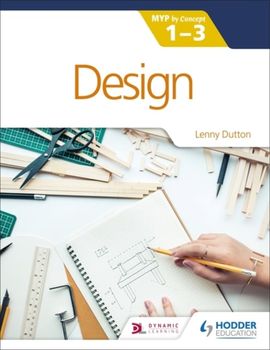 MYP by Concept
1–3
Design
Lenny Dutton
DYNAMIC
LEARNING
HODDER
EDUCATION